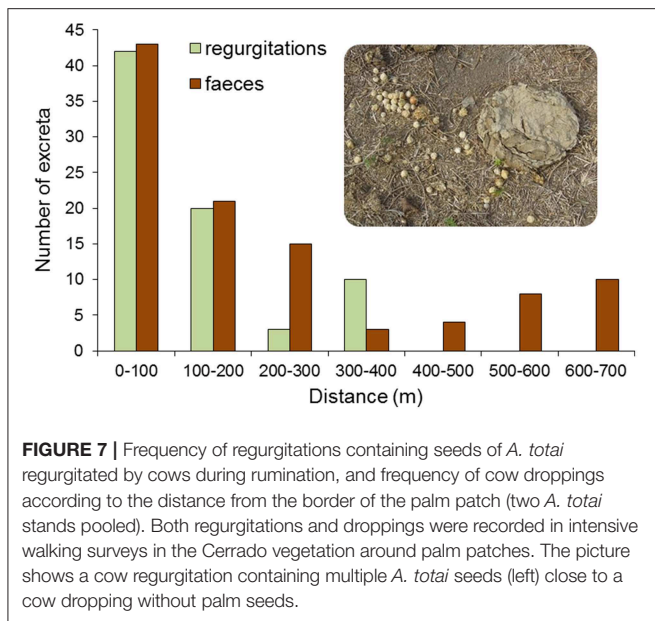 45
40
35
30
25
20
15
10
5
0
Number of excreta
regurgitations
faeces
0-100 100-200 200-300 300-400 400-500 500-600 600-700
Distance (m)
FIGURE 7 | Frequency of regurgitations containing seeds of A. totai
regurgitated by cows during rumination, and frequency of cow droppings
according to the distance from the border of the palm patch (two A. totai
stands pooled). Both regurgitations and droppings were recorded in intensive
walking surveys in the Cerrado vegetation around palm patches. The picture
shows a cow regurgitation containing multiple A. totai seeds (left) close to a
cow dropping without palm seeds.